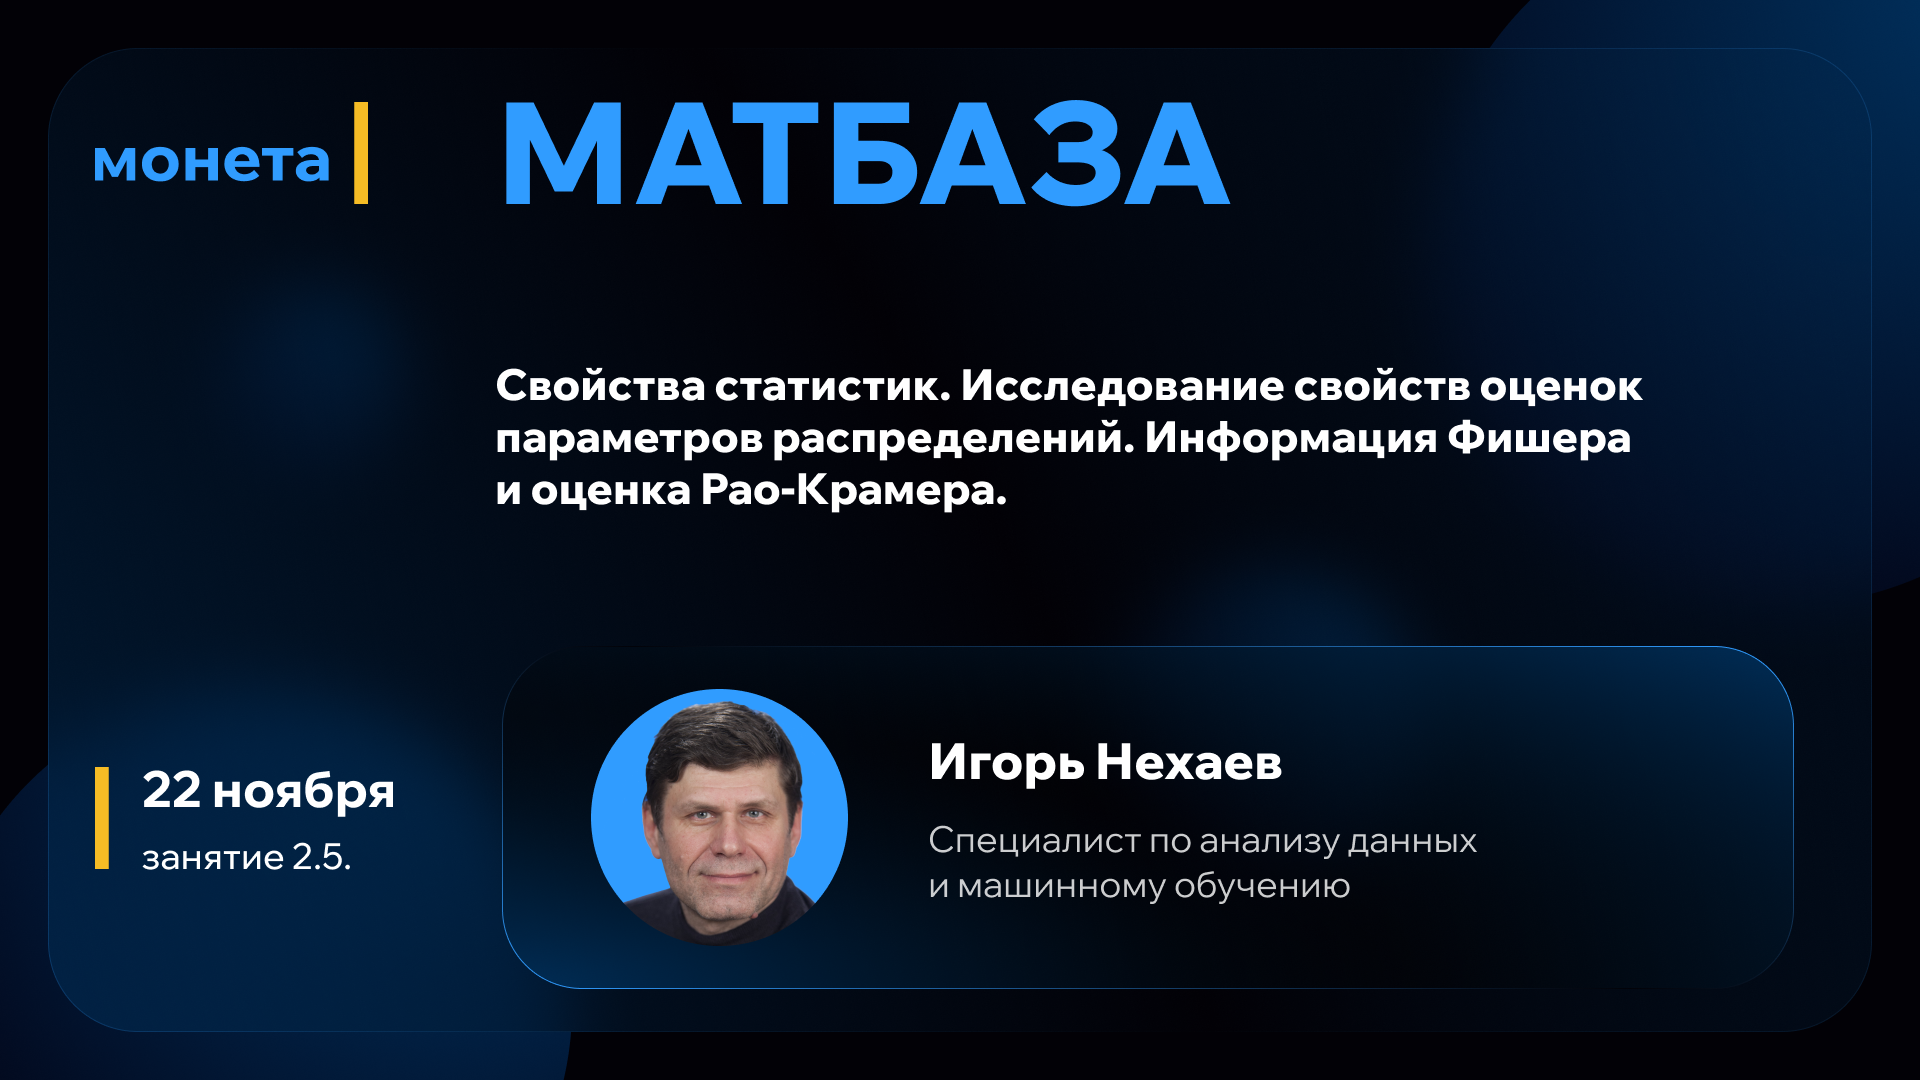 монета
МАТБАЗА
Свойства статистик. Исследование свойств оценок
параметров распределений. Информация Фишера
и оценка Рао-Крамера.
22 ноября
занятие 2.5.
Игорь Нехаев
Специалист по анализу данных
и машинному обучению